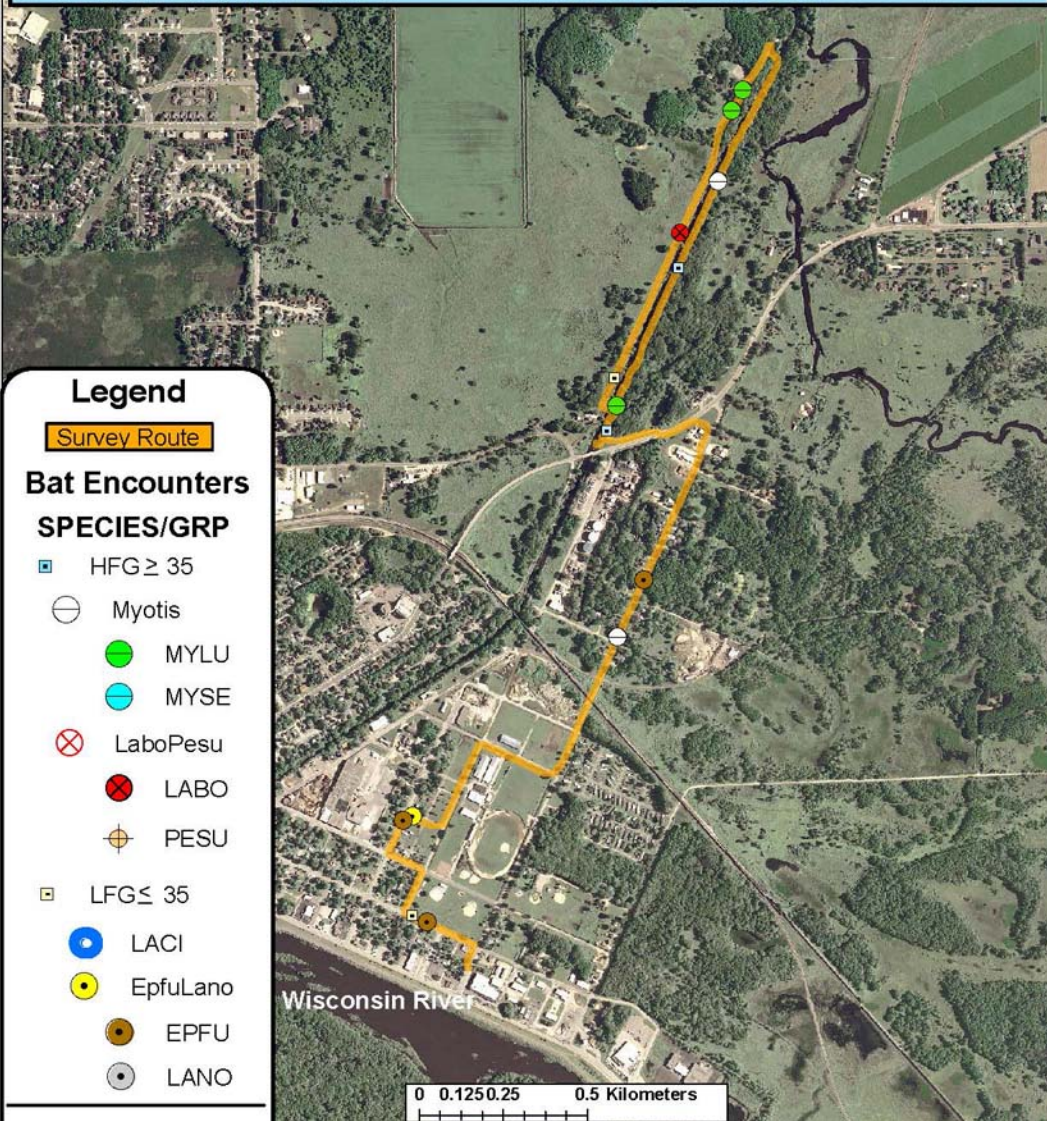 Legend
Survey Route
Bat Encounters
SPECIES/GRP
HFG ≥ 35
Myotis
MYLU
MYSE
LaboPesu
LABO
PESU
LFG ≤ 35
LACI
EpfuLano
EPFU
LANO
Wisconsin River
0 0.125 0.25 0.5 Kilometers